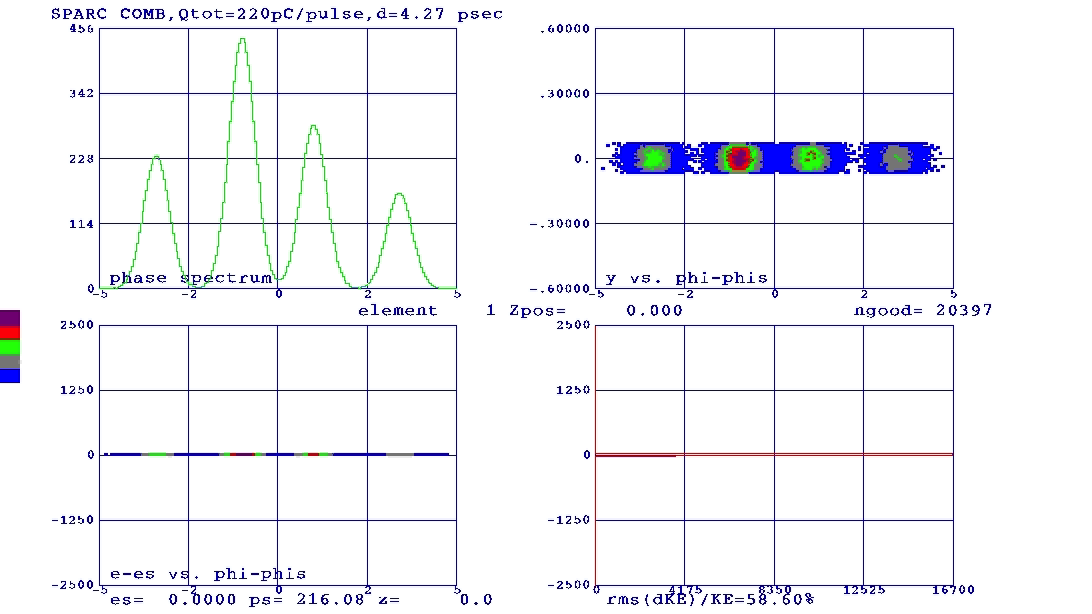 SPARC COMB,Qtot=220pC/pulse,d=4.27 psec
456
342
228
114
0
-5 -2 0 2 5
phase spectrum
.60000
.30000
0.
-.30000
-.60000
-5 -2 0 2 5
y vs. phi-phis
element 1 Zpos= 0.000 ngood= 20397
2500
1250
0
-1250
-2500
e-es vs. phi-phis
-5 -2 0 2 5
es= 0.0000 ps= 216.08 z= 0.0
2500
1250
0
-1250
-2500
0 4175 8350 12525 16700
rms(dKE)/KE=58.60%